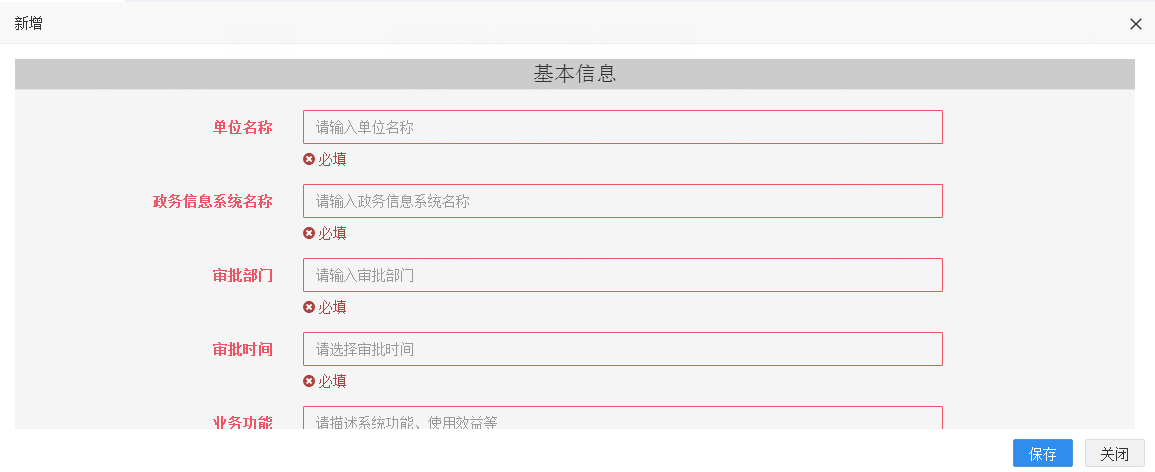 新增
基本信息
单位名称 请输入单位名称
必填
政务信息系统名称 请输入政务信息系统名称
必填
审批部门 请输入审批部门
必填
审批时间 请选择审批时间
必填
业务功能 请描述系统功能、使用效益等
保存 关闭